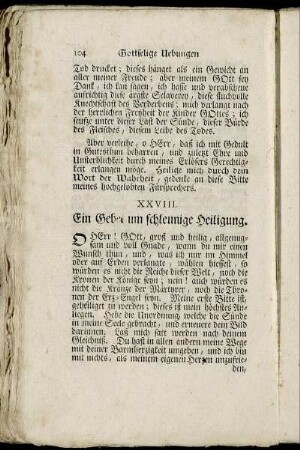 104 Gottselige Uebungen
Tod drucket; dieses hänget als ein Gewicht an
aller meiner Freude; aber meinem GOtt sey
Dank, ich kan sagen, ich hasse und verabscheue
aufrichtig diese ärgste Sclaverey, diese fluchvolle
Knechtschaft des Verderbens; mich verlangt nach
der herrlichen Freyheit der Kinder GOttes; ich
seufze unter dieser Last der Sünde, dieser Bürde
des Fleisches, diesem Leibe des Todes.
Aber verleihe, o HErr, daß ich mit Gedult
in Gutesthun beharren, und zuletzt Ehre und
Unsterblichkeit durch meines Erlösers Gerechtig-
keit erlangen möge. Heilige mich durch dein
Wort der Wahrheit, gedenke an diese Bitte
meines hochgelobten Fürsprechers.
XXVIII.
Ein Gebet um schleunige Heiligung.
O HErr! GOtt, groß und heilig, allgenug-
sam und voll Gnade, wann du mir einen
Wunsch thun, und, was ich nur im Himmel
oder auf Erden verlangte, wählen hiessest, so
würden es nicht die Reiche dieser Welt, noch die
Kronen der Könige seyn; nein! auch würden es
nicht die Kränze der Märtyrer, noch die Thro-
nen der Erz-Engel seyn. Meine erste Bitte ist,
geheiliget zu werden; dieses ist mein höchstes An-
liegen. Hebe die Unordnung, welche die Sünde
in meine Seele gebracht, und erneuere dein Bild
darinnen. Laß mich satt werden nach deinem
Gleichniß. Du hast in allen andern meine Wege
mit deiner Barmherzigkeit umgeben, und ich bin
mit nichts, als meinem eigenen Herzen unzufrie-
den,